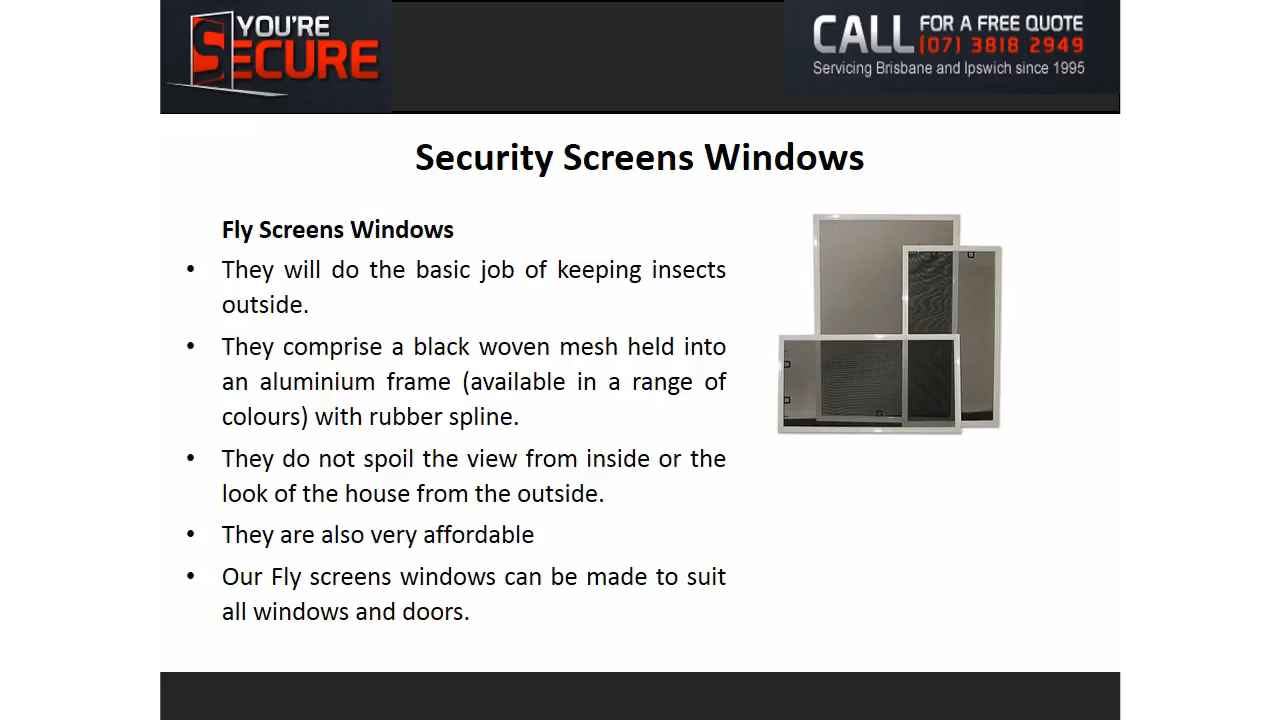 YOU'RE
SECURE
CALL FOR A FREE QUOTE
(07) 3818 2949
Servicing Brisbane and Ipswich since 1995
Security Screens Windows
Fly Screens Windows
• They will do the basic job of keeping insects
outside.
• They comprise a black woven mesh held into
an aluminium frame (available in a range of
colours) with rubber spline.
• They do not spoil the view from inside or the
look of the house from the outside.
• They are also very affordable
• Our Fly screens windows can be made to suit
all windows and doors.